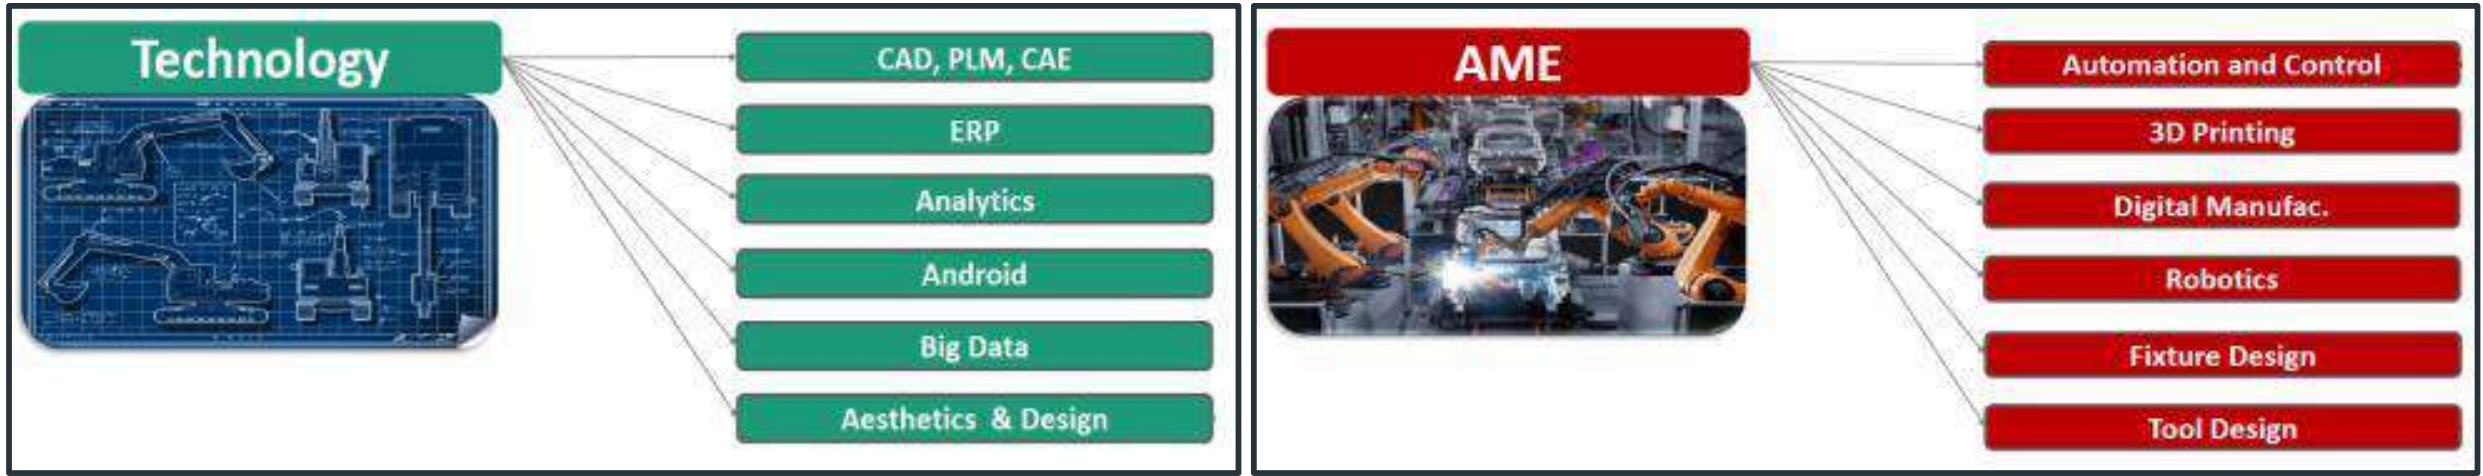 Technology
CAD, PLM, CAE
ERP
Analytics
Android
Big Data
Aesthetics & Design
AME
Automation and Control
3D Printing
Digital Manufac.
Robotics
Fixture Design
Tool Design